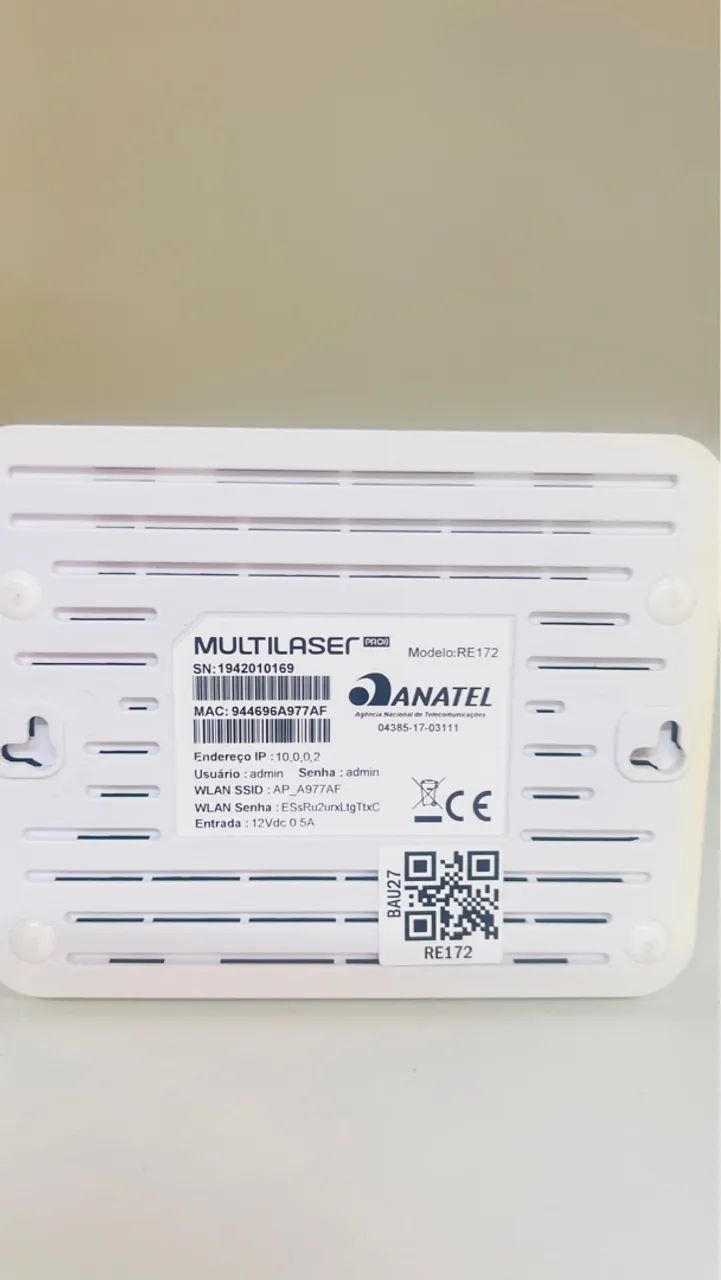 MULTILASER PRO
Modelo:RE172
SN:1942010169
MAC:944696A977AF
ANATEL
Agência Nacional de Telecomunicações
04385-17-03111
Endereço IP :10,0,0,2
Usuário : admin Senha : admin
WLAN SSID : AP_A977AF
WLAN Senha : ESsRu2urxLtgTtxC
Entrada : 12Vdc 0 5A
CE
BAU27
RE172